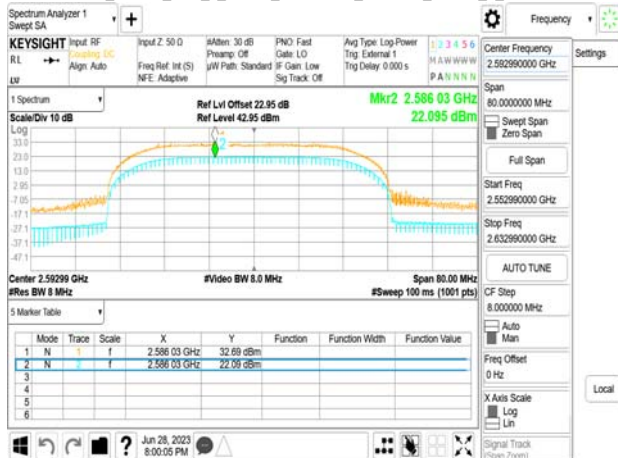 Spectrum Analyzer 1
Swept SA
+
Frequency
KEYSIGHT
RL
Input: RF
Coupling: DC
Align: Auto
Input Z: 50 Ω
Freq Ref: Int (S)
NFE: Adaptive
#Atten: 30 dB
Preamp: Off
µW Path: Standard
PNO: Fast
Gate: LO
IF Gain: Low
Sig Track: Off
Avg Type: Log-Power
Trig: External 1
Trig Delay: 0.000 s
1 2 3 4 5 6
M A W W W W
P A N N N N
1 Spectrum
Scale/Div 10 dB
Ref Lvl Offset 22.95 dB
Ref Level 42.95 dBm
Mkr2 2.586 03 GHz
22.095 dBm
Log
33.0
23.0
13.0
2.95
-7.05
-17.1
-27.1
-37.1
-47.1
2
Center 2.59299 GHz
#Res BW 8 MHz
#Video BW 8.0 MHz
Span 80.00 MHz
#Sweep 100 ms (1001 pts)
5 Marker Table
Mode Trace Scale X Y Function Function Width Function Value
1 N 1 f 2.586 03 GHz 32.69 dBm
2 N 2 f 2.586 03 GHz 22.09 dBm
3
4
5
6
?
Jun 28, 2023
8:00:05 PM
Center Frequency
2.592990000 GHz
Span
80.0000000 MHz
Swept Span
Zero Span
Full Span
Start Freq
2.552990000 GHz
Stop Freq
2.632990000 GHz
AUTO TUNE
CF Step
8.000000 MHz
Auto
Man
Freq Offset
0 Hz
X Axis Scale
Log
Lin
Signal Track
(Span Zoom)
Settings
Local